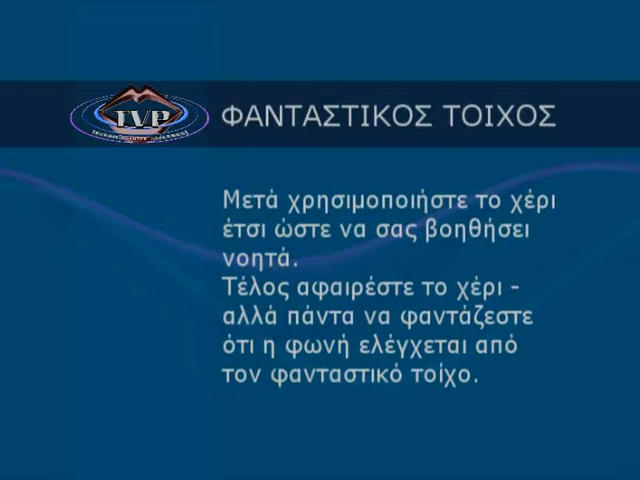 TVP
ΦΑΝΤΑΣΤΙΚΟΣ ΤΟΙΧΟΣ
Μετά χρησιμοποιήστε το χέρι
έτσι ώστε να σας βοηθήσει
νοητά.
Τέλος αφαιρέστε το χέρι -
αλλά πάντα να φαντάζεστε
ότι η φωνή ελέγχεται από
τον φανταστικό τοίχο.